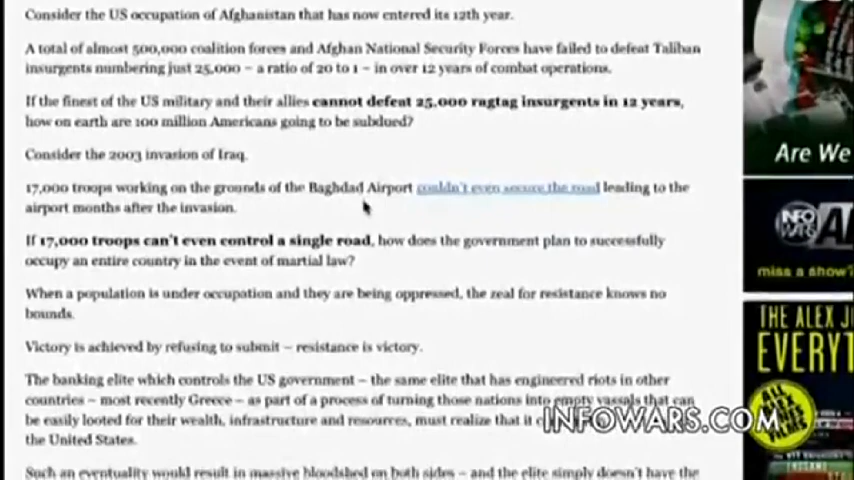 Consider the US occupation of Afghanistan that has now entered its 12th year.
A total of almost 500,000 coalition forces and Afghan National Security Forces have failed to defeat Taliban
insurgents numbering just 25,000 – a ratio of 20 to 1 – in over 12 years of combat operations.
If the finest of the US military and their allies cannot defeat 25,000 ragtag insurgents in 12 years,
how on earth are 100 million Americans going to be subdued?
Consider the 2003 invasion of Iraq.
17,000 troops working on the grounds of the Baghdad Airport couldn't even secure the road leading to the
airport months after the invasion.
If 17,000 troops can't even control a single road, how does the government plan to successfully
occupy an entire country in the event of martial law?
When a population is under occupation and they are being oppressed, the zeal for resistance knows no
bounds.
Victory is achieved by refusing to submit – resistance is victory.
The banking elite which controls the US government – the same elite that has engineered riots in other
countries – most recently Greece – as part of a process of turning those nations into empty vassals that can
be easily looted for their wealth, infrastructure and resources, must realize that it
the United States.
Such an eventuality would result in massive bloodshed on both sides – and the elite simply doesn't have the
INFOWARS.COM
Are We
INFO
WARS
miss a show?
THE ALEX J
EVERYT
ALL
FILMS